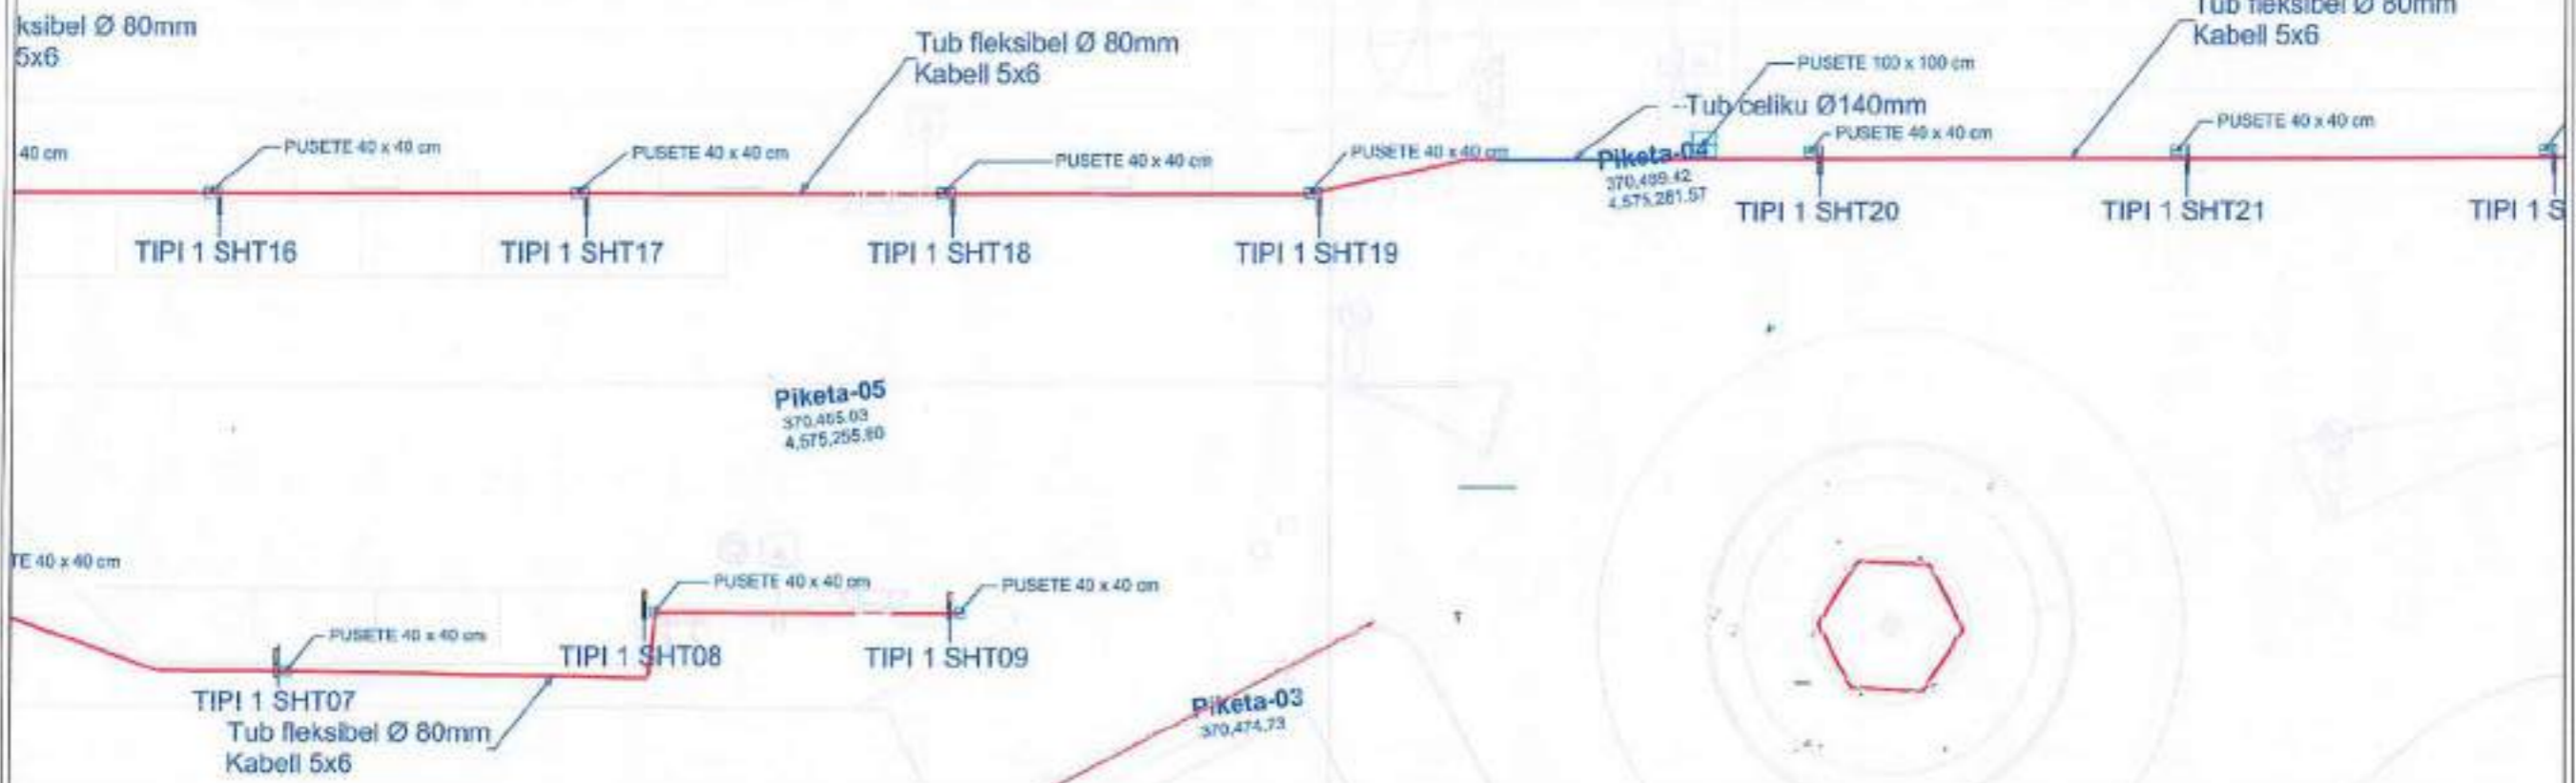 ksibel Ø 80mm
5x6
Tub fleksibel Ø 80mm
Kabell 5x6
Tub fleksibel Ø 80mm
Kabell 5x6
PUSETE 100 x 100 cm
Tub celiku Ø140mm
40 cm
PUSETE 40 x 40 cm
PUSETE 40 x 40 cm
PUSETE 40 x 40 cm
PUSETE 40 x 40 cm
PUSETE 40 x 40 cm
PUSETE 40 x 40 cm
Piketa-04
370,489.42
4,575,281.57
TIPI 1 SHT16
TIPI 1 SHT17
TIPI 1 SHT18
TIPI 1 SHT19
TIPI 1 SHT20
TIPI 1 SHT21
TIPI 1 S
Piketa-05
370,465.03
4,575,255.80
TE 40 x 40 cm
PUSETE 40 x 40 cm
PUSETE 40 x 40 cm
PUSETE 40 x 40 cm
TIPI 1 SHT08
TIPI 1 SHT09
TIPI 1 SHT07
Tub fleksibel Ø 80mm
Kabell 5x6
Piketa-03
370,474.73